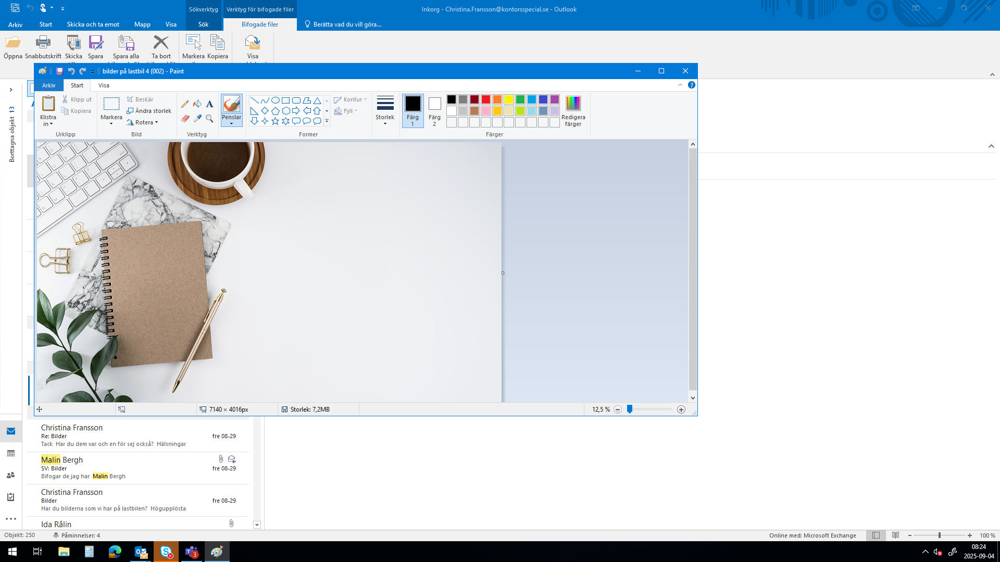 Sökverktyg
Verktyg för bifogade filer
Inkorg - Christina.Fransson@kontorsspecial.se - Outlook
Arkiv
Start
Skicka och ta emot
Mapp
Visa
Sök
Bifogade filer
Berätta vad du vill göra...
Öppna
Snabbutskrift
Skicka
Spara
Spara alla
Ta bort
Markera
Kopiera
Visa
bilder på lastbil 4 (002) - Paint
Arkiv
Start
Visa
Klistra in
Klipp ut
Kopiera
Urklipp
Markera
Beskär
Ändra storlek
Rotera
Bild
Verktyg
Penslar
Kontur
Fyll
Former
Storlek
Färg 1
Färg 2
Redigera färger
Färger
Borttagna objekt 13
7140 × 4016px
Storlek: 7,2MB
12,5 %
Christina Fransson
Re: Bilder
fre 08-29
Tack Har du dem var och en för sej också? Hälsningar
Malin Bergh
SV: Bilder
fre 08-29
Bifogar de jag har Malin Bergh
Christina Fransson
Bilder
fre 08-29
Har du bilderna som vi har på lastbilen? Högupplösta
Ida Rålin
Objekt: 250
Påminnelser: 4
Online med: Microsoft Exchange
100 %
3
08:24
2025-09-04